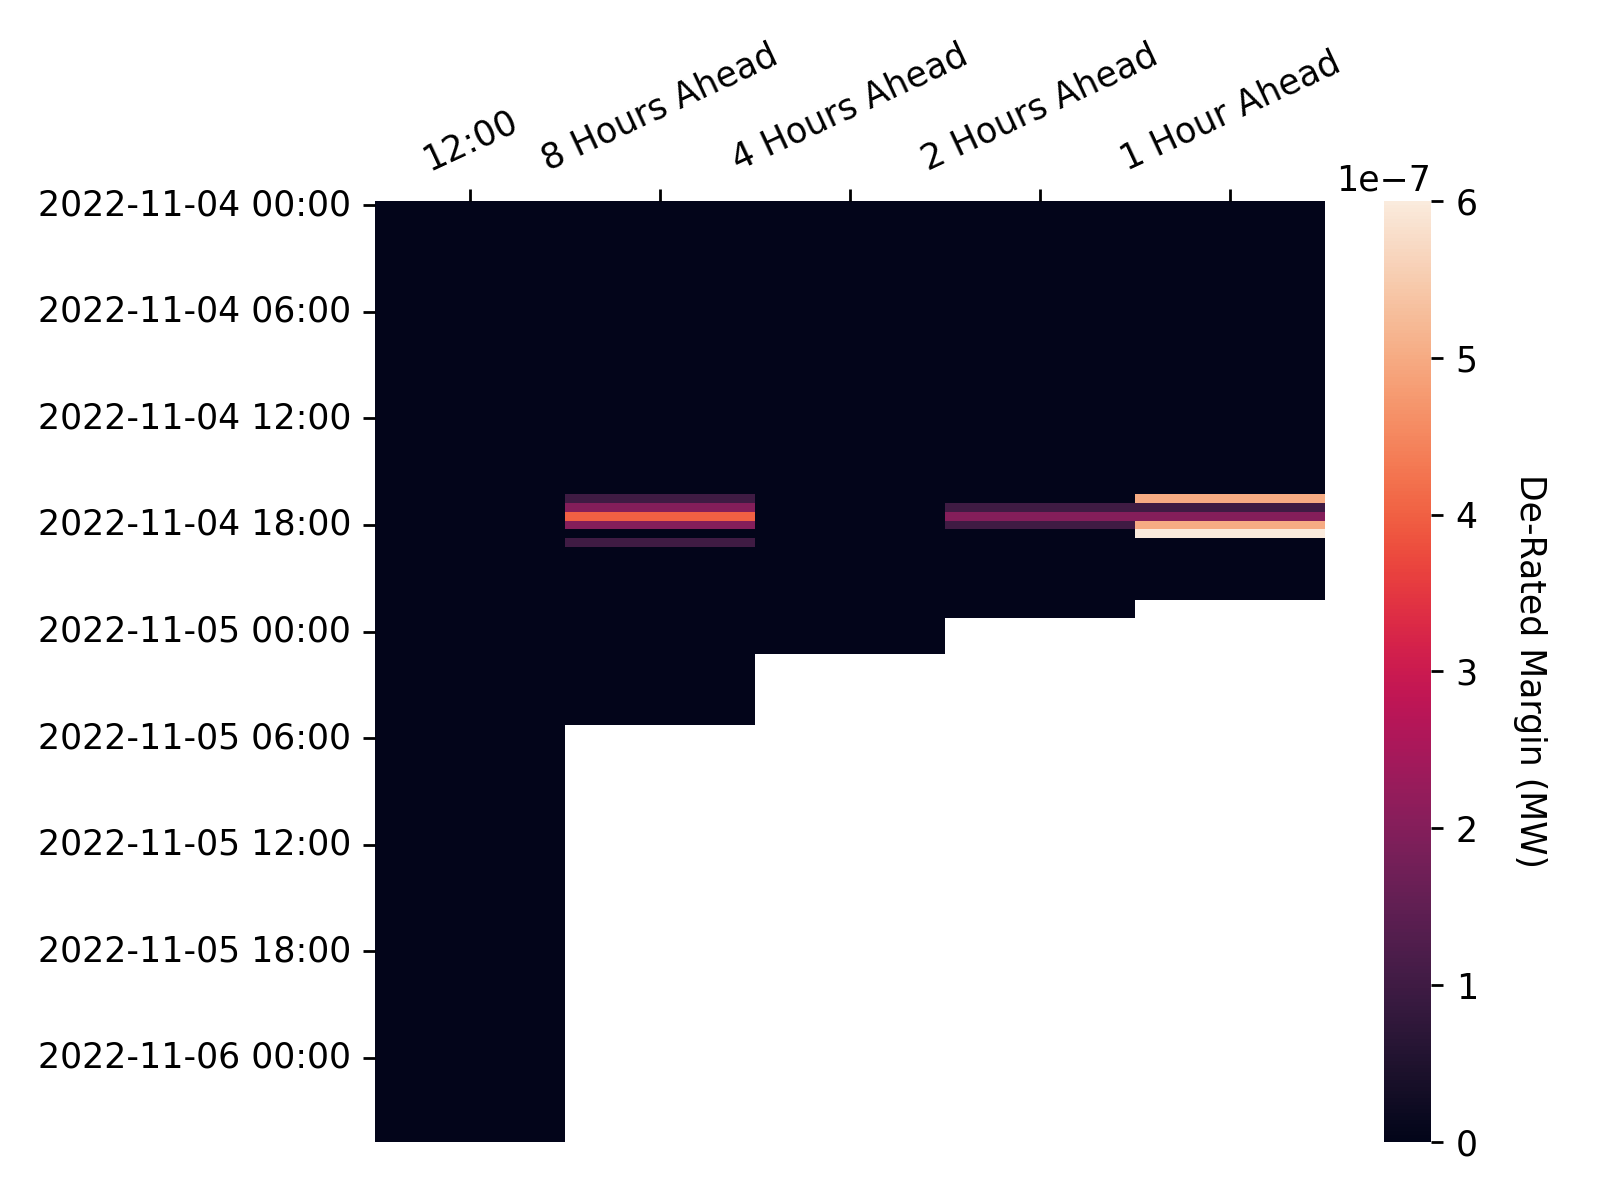 12:00
8 Hours Ahead
4 Hours Ahead
2 Hours Ahead
1 Hour Ahead
2022-11-04 00:00
2022-11-04 06:00
2022-11-04 12:00
2022-11-04 18:00
2022-11-05 00:00
2022-11-05 06:00
2022-11-05 12:00
2022-11-05 18:00
2022-11-06 00:00
1e−7
6
5
4
3
2
1
0
De-Rated Margin (MW)